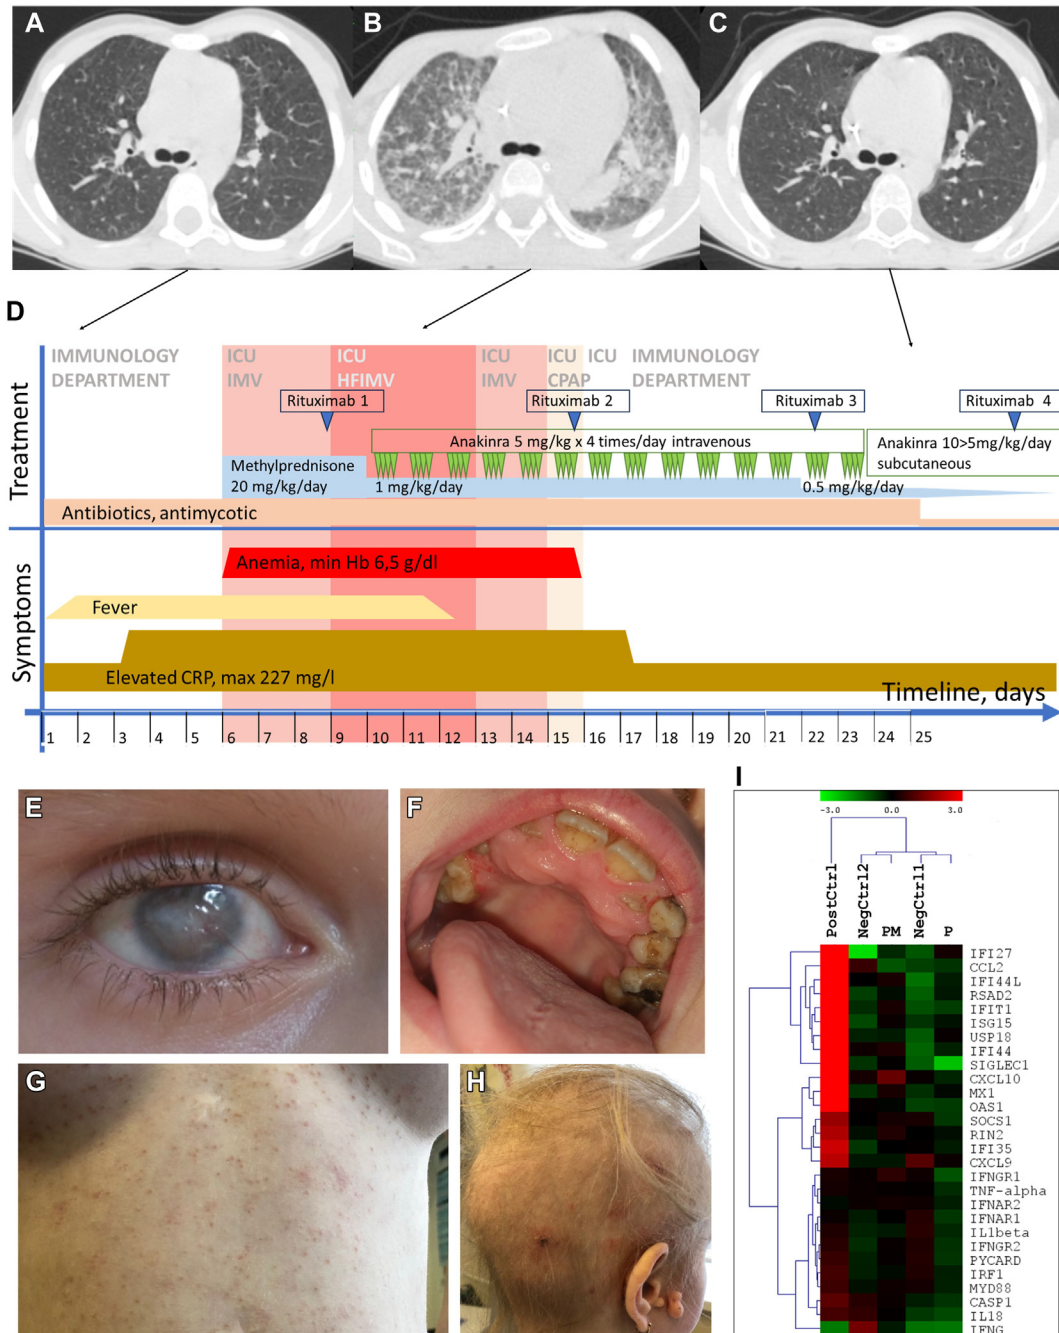 A
B
C
D
IMMUNOLOGY DEPARTMENT
ICU IMV
ICU HFIMV
ICU IMV
ICU CPAP
ICU
IMMUNOLOGY DEPARTMENT
Treatment
Rituximab 1
Rituximab 2
Rituximab 3
Rituximab 4
Anakinra 5 mg/kg x 4 times/day intravenous
Anakinra 10>5mg/kg/day
subcutaneous
Methylprednisone
20 mg/kg/day
1 mg/kg/day
0.5 mg/kg/day
Antibiotics, antimycotic
Symptoms
Anemia, min Hb 6,5 g/dl
Fever
Elevated CRP, max 227 mg/l
Timeline, days
1 2 3 4 5 6 7 8 9 10 11 12 13 14 15 16 17 18 19 20 21 22 23 24 25
E
F
G
H
I
-3.0 0.0 3.0
PostCtrl NegCtrl2 PM NegCtrl1 P
IFI27
CCL2
IFI44L
RSAD2
IFIT1
ISG15
USP18
IFI44
SIGLEC1
CXCL10
MX1
OAS1
SOCS1
RIN2
IFI35
CXCL9
IFNGR1
TNF-alpha
IFNAR2
IFNAR1
IL1beta
IFNGR2
PYCARD
IRF1
MYD88
CASP1
IL18
IFNG